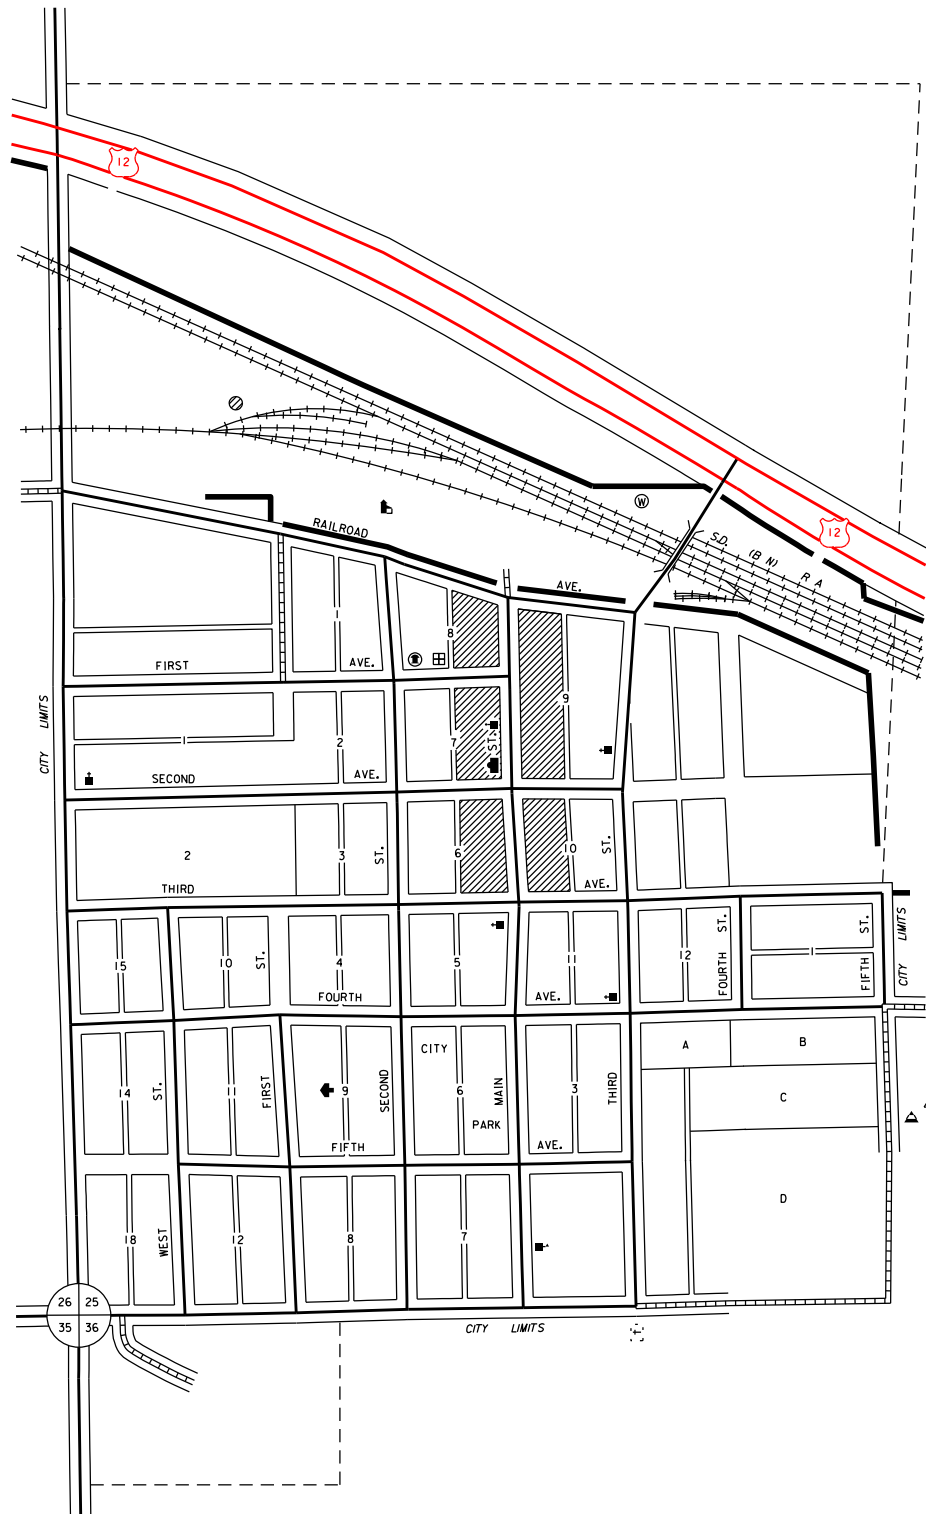 12
12
W
S.D. (BN) R A
RAILROAD
AVE.
1
8
FIRST
AVE.
9
CITY LIMITS
1
2
7
ST.
SECOND
AVE.
2
3
ST.
6
10
ST.
THIRD
AVE.
15
10
ST.
4
5
11
12
FOURTH ST.
1
FIFTH ST.
CITY LIMITS
FOURTH
AVE.
A
B
CITY
14
ST.
11
FIRST
9
SECOND
6
MAIN
3
THIRD
C
PARK
FIFTH
AVE.
D
18
WEST
12
8
7
26 25
35 36
CITY LIMITS